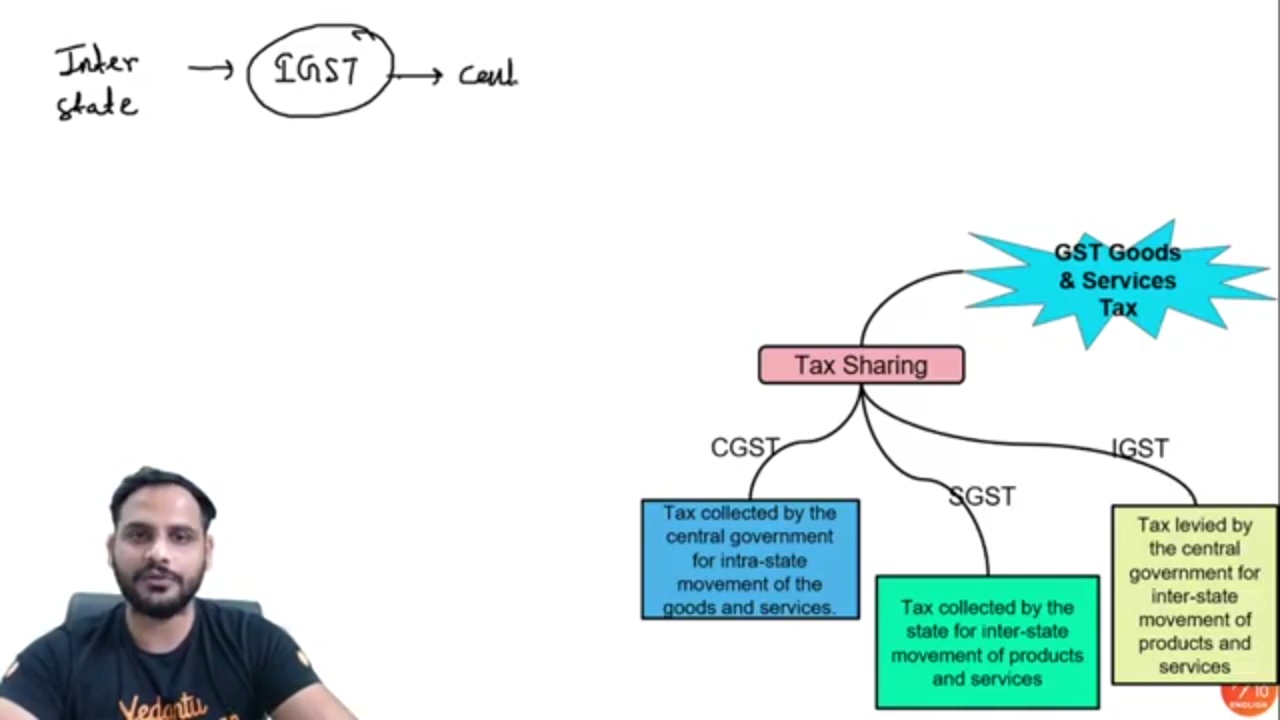 Inter
state
IGST
Cent
GST Goods
& Services
Tax
Tax Sharing
CGST
SGST
IGST
Tax collected by the
central government
for intra-state
movement of the
goods and services.
Tax collected by the
state for inter-state
movement of products
and services
Tax levied by
the central
government for
inter-state
movement of
products and
services
Vedantu
ENGLISH